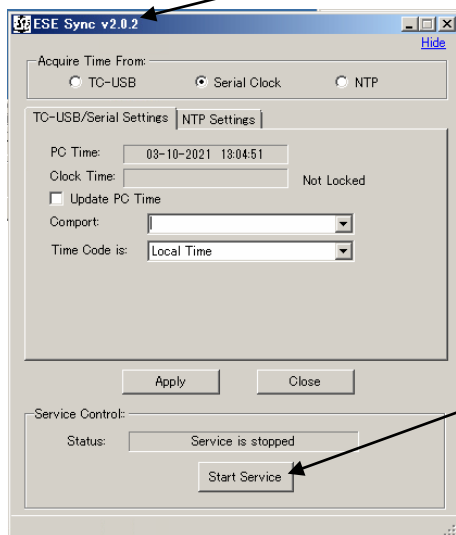 ESE Sync v2.0.2
Hide
Acquire Time From:
TC-USB Serial Clock NTP
TC-USB/Serial Settings NTP Settings
PC Time: 03-10-2021 13:04:51
Clock Time: Not Locked
Update PC Time
Comport:
Time Code is: Local Time
Apply Close
Service Control:
Status: Service is stopped
Start Service